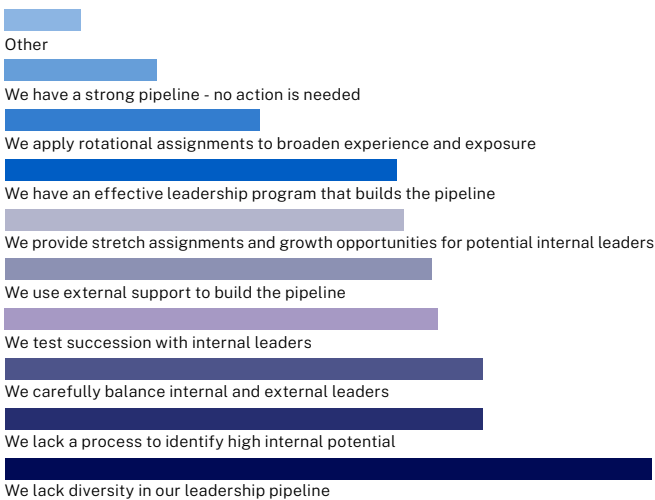 Other
We have a strong pipeline - no action is needed
We apply rotational assignments to broaden experience and exposure
We have an effective leadership program that builds the pipeline
We provide stretch assignments and growth opportunities for potential internal leaders
We use external support to build the pipeline
We test succession with internal leaders
We carefully balance internal and external leaders
We lack a process to identify high internal potential
We lack diversity in our leadership pipeline